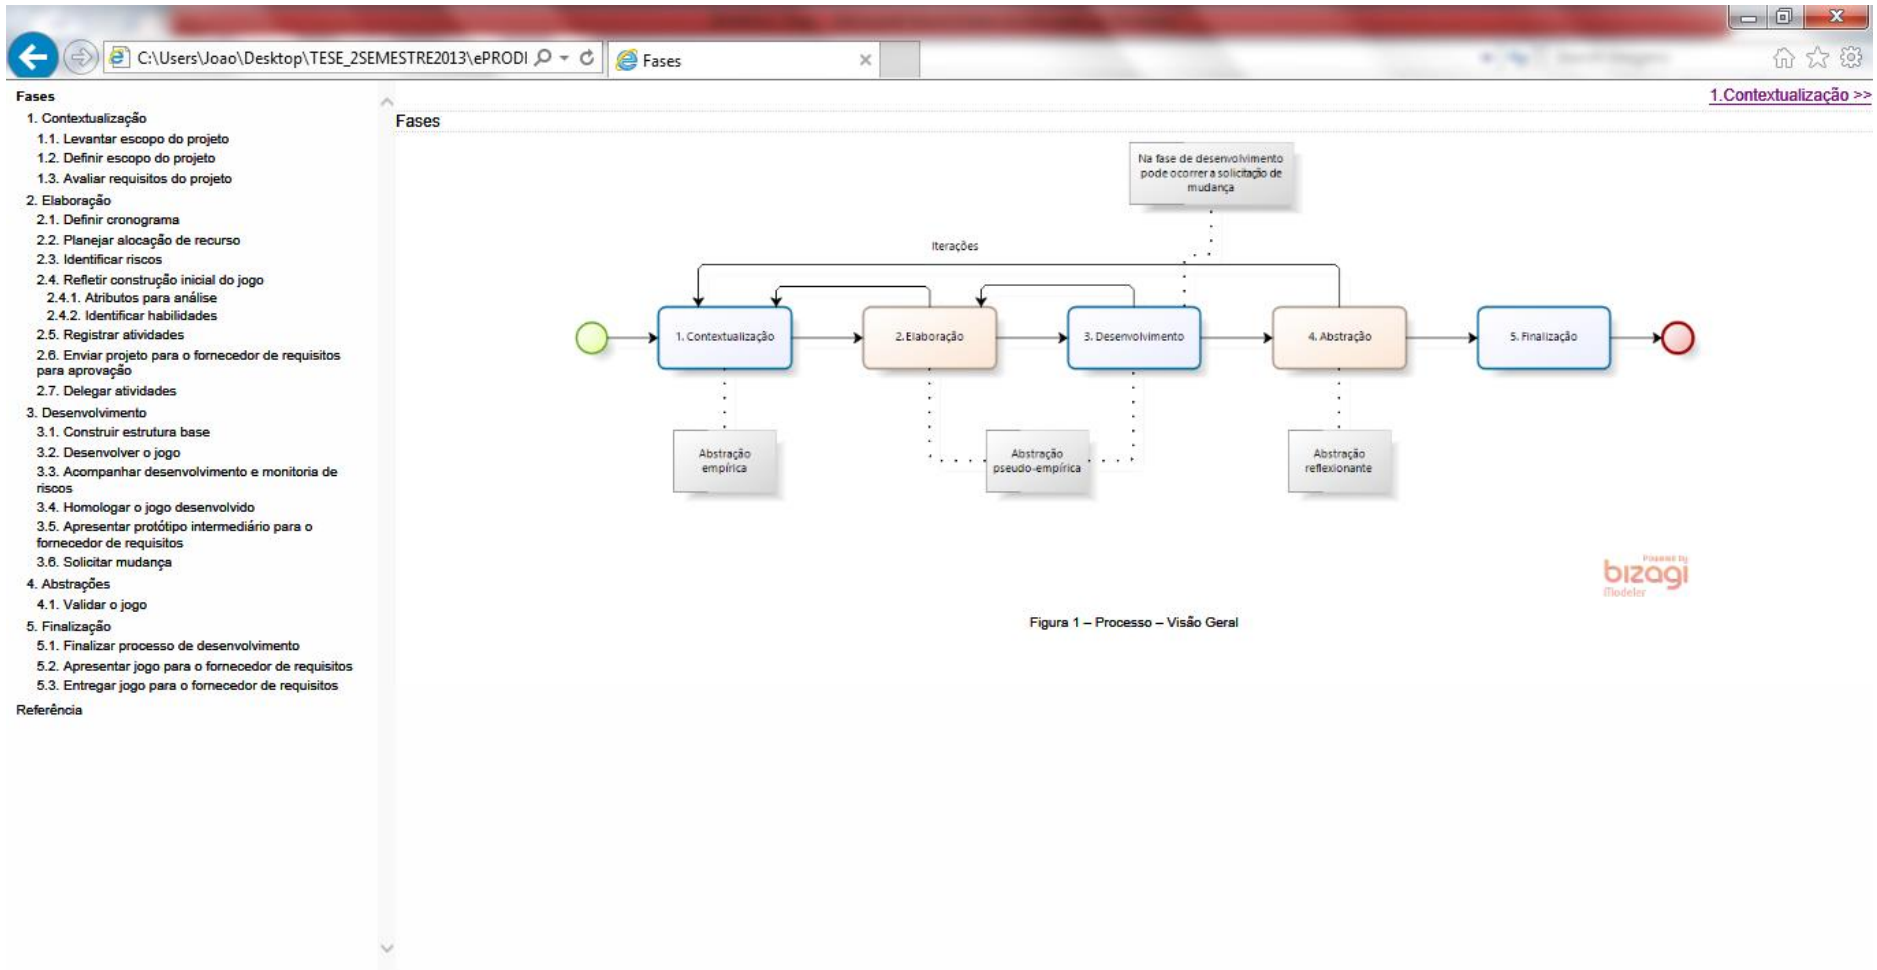 C:\Users\Joao\Desktop\TESE_2SEMESTRE2013\ePRODI
Fases
1.Contextualização >>
Fases
1. Contextualização
1.1. Levantar escopo do projeto
1.2. Definir escopo do projeto
1.3. Avaliar requisitos do projeto
2. Elaboração
2.1. Definir cronograma
2.2. Planejar alocação de recurso
2.3. Identificar riscos
2.4. Refletir construção inicial do jogo
2.4.1. Atributos para análise
2.4.2. Identificar habilidades
2.5. Registrar atividades
2.6. Enviar projeto para o fornecedor de requisitos
para aprovação
2.7. Delegar atividades
3. Desenvolvimento
3.1. Construir estrutura base
3.2. Desenvolver o jogo
3.3. Acompanhar desenvolvimento e monitoria de
riscos
3.4. Homologar o jogo desenvolvido
3.5. Apresentar protótipo intermediário para o
fornecedor de requisitos
3.6. Solicitar mudança
4. Abstrações
4.1. Validar o jogo
5. Finalização
5.1. Finalizar processo de desenvolvimento
5.2. Apresentar jogo para o fornecedor de requisitos
5.3. Entregar jogo para o fornecedor de requisitos
Referência
Fases
Na fase de desenvolvimento
pode ocorrer a solicitação de
mudança
Iterações
1. Contextualização
2. Elaboração
3. Desenvolvimento
4. Abstração
5. Finalização
Abstração
empírica
Abstração
pseudo-empírica
Abstração
reflexionante
Powered by
bizagi
Modeler
Figura 1 – Processo – Visão Geral